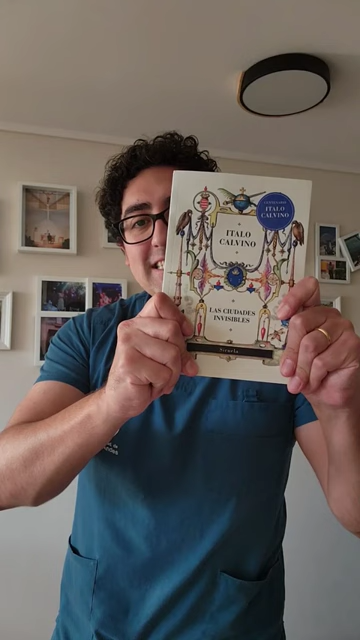 CENTENARIO
ITALO
CALVINO
ITALO
CALVINO
LAS CIUDADES
INVISIBLES
Siruela